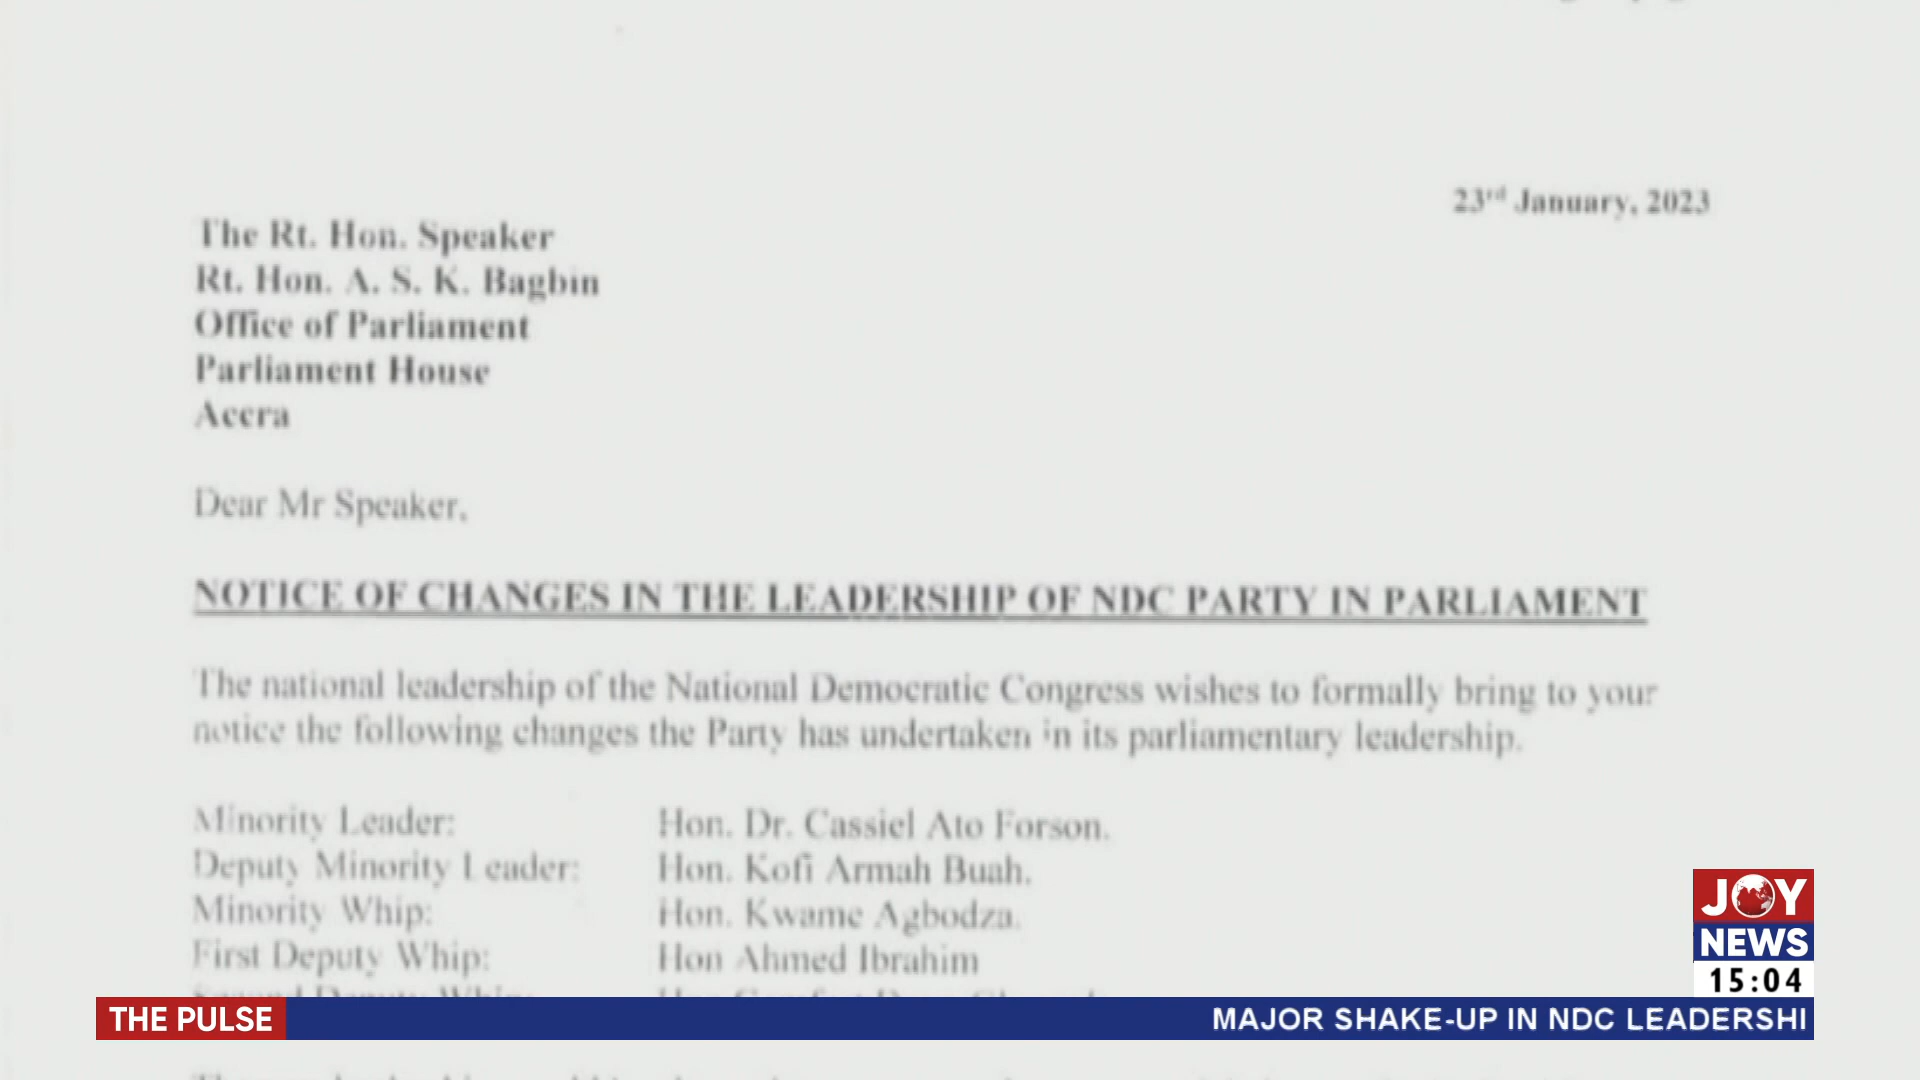 23rd January, 2023
The Rt. Hon. Speaker
Rt. Hon. A. S. K. Bagbin
Office of Parliament
Parliament House
Accra
Dear Mr Speaker,
NOTICE OF CHANGES IN THE LEADERSHIP OF NDC PARTY IN PARLIAMENT
The national leadership of the National Democratic Congress wishes to formally bring to your
notice the following changes the Party has undertaken in its parliamentary leadership.
Minority Leader: Hon. Dr. Cassiel Ato Forson.
Deputy Minority Leader: Hon. Kofi Armah Buah.
Minority Whip: Hon. Kwame Agbodza.
First Deputy Whip: Hon Ahmed Ibrahim
JOY
NEWS
15:04
THE PULSE MAJOR SHAKE-UP IN NDC LEADERSHI